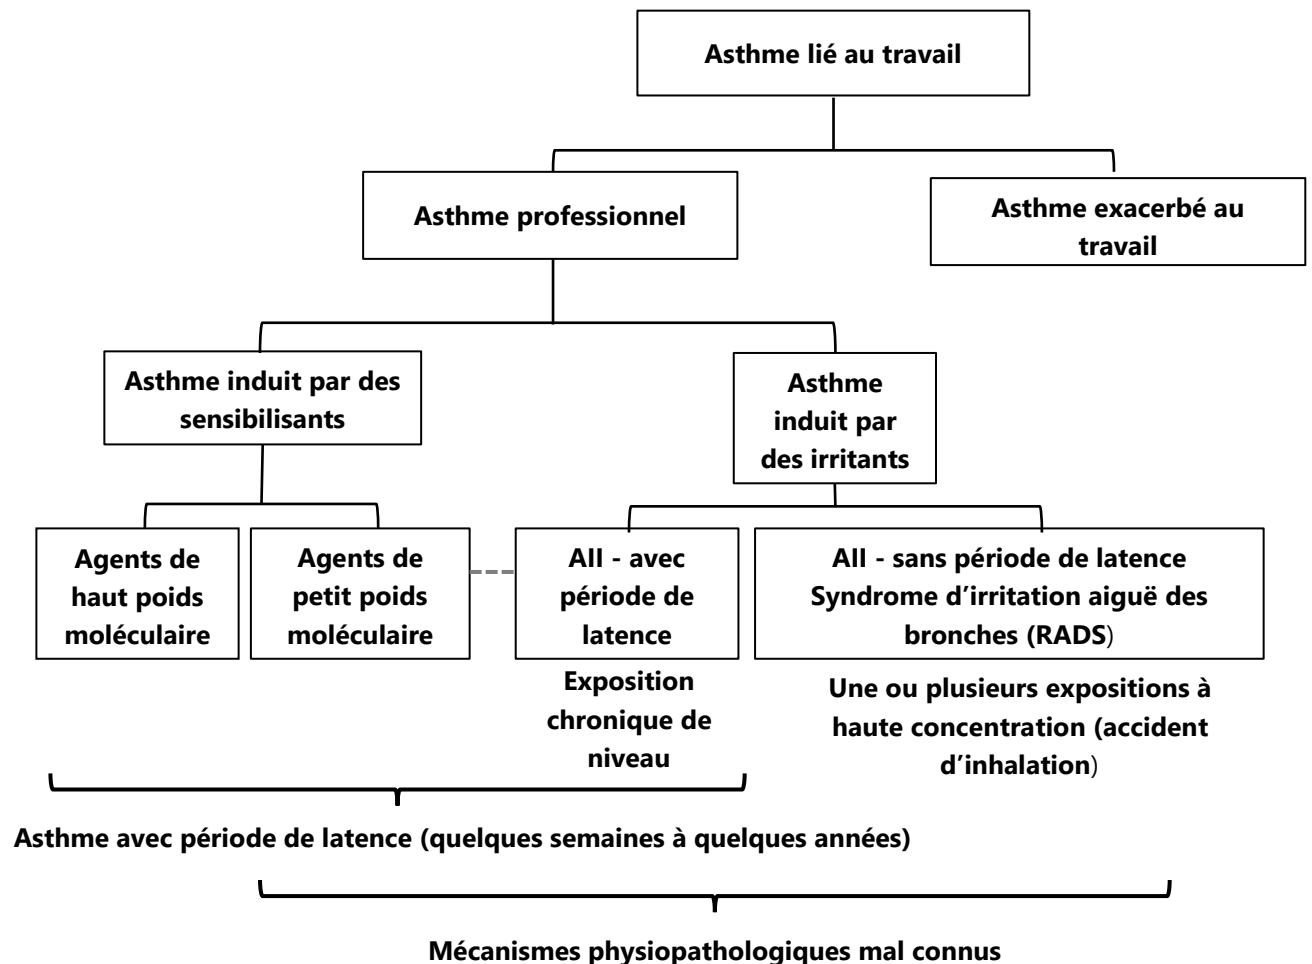 Asthme lié au travail
Asthme professionnel
Asthme exacerbé au
travail
Asthme induit par des
sensibilisants
Asthme
induit par
des irritants
Agents de
haut poids
moléculaire
Agents de
petit poids
moléculaire
AII - avec
période de
latence
AII - sans période de latence
Syndrome d’irritation aiguë des
bronches (RADS)
Exposition
chronique de
niveau
Une ou plusieurs expositions à
haute concentration (accident
d’inhalation)
Asthme avec période de latence (quelques semaines à quelques années)
Mécanismes physiopathologiques mal connus